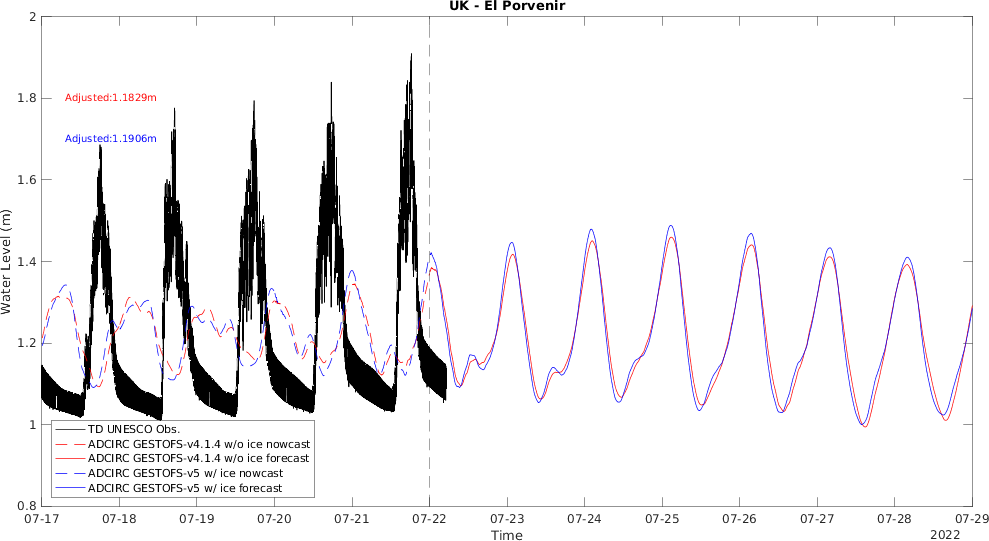 UK - El Porvenir
2
1.8
1.6
1.4
1.2
1
0.8
Water Level (m)
Adjusted:1.1829m
Adjusted:1.1906m
TD UNESCO Obs.
ADCIRC GESTOFS-v4.1.4 w/o ice nowcast
ADCIRC GESTOFS-v4.1.4 w/o ice forecast
ADCIRC GESTOFS-v5 w/ ice nowcast
ADCIRC GESTOFS-v5 w/ ice forecast
07-17 07-18 07-19 07-20 07-21 07-22 07-23 07-24 07-25 07-26 07-27 07-28 07-29
Time
2022